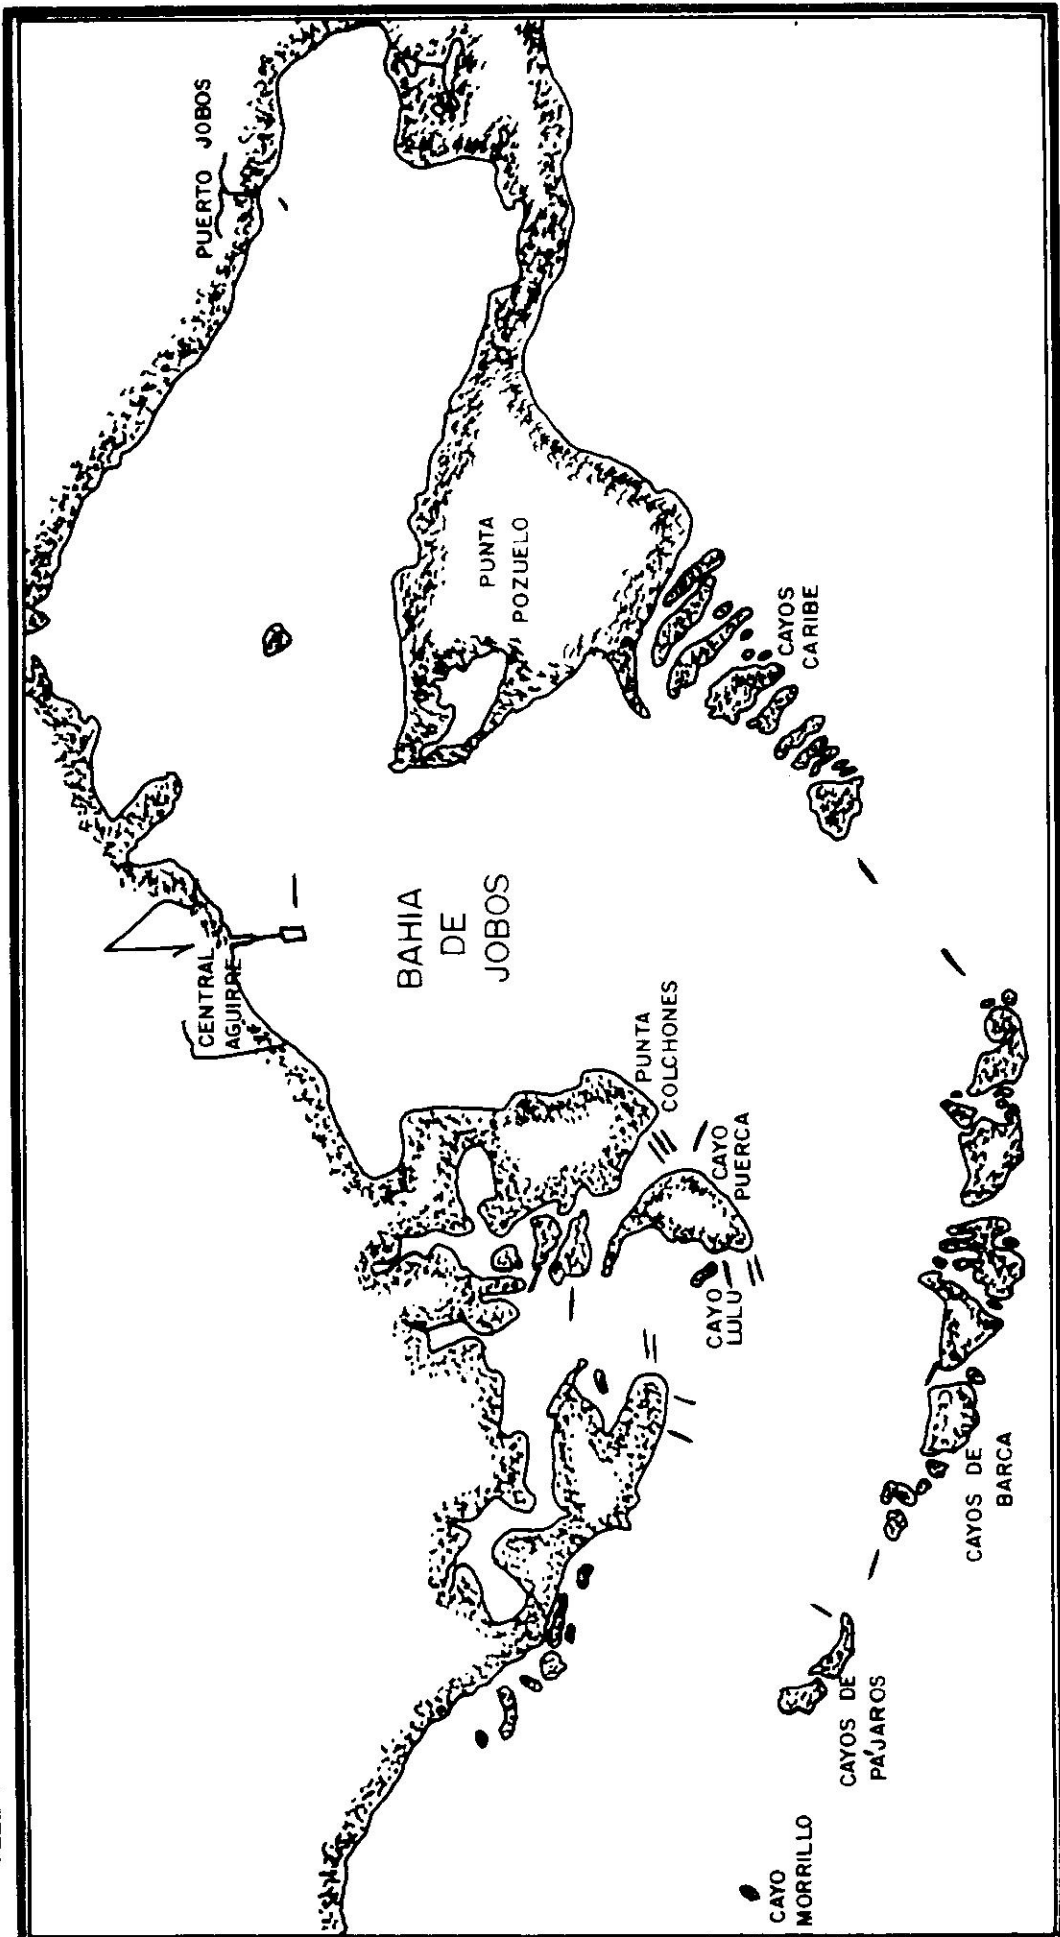 PUERTO JOBOS
CENTRAL
AGUIRRE
BAHIA
DE
JOBOS
PUNTA
POZUELO
CAYOS
CARIBE
PUNTA
COLCHONES
CAYO
PUERCA
CAYO
LULU
CAYOS DE
BARCA
CAYOS DE
PÁJAROS
CAYO
MORRILLO